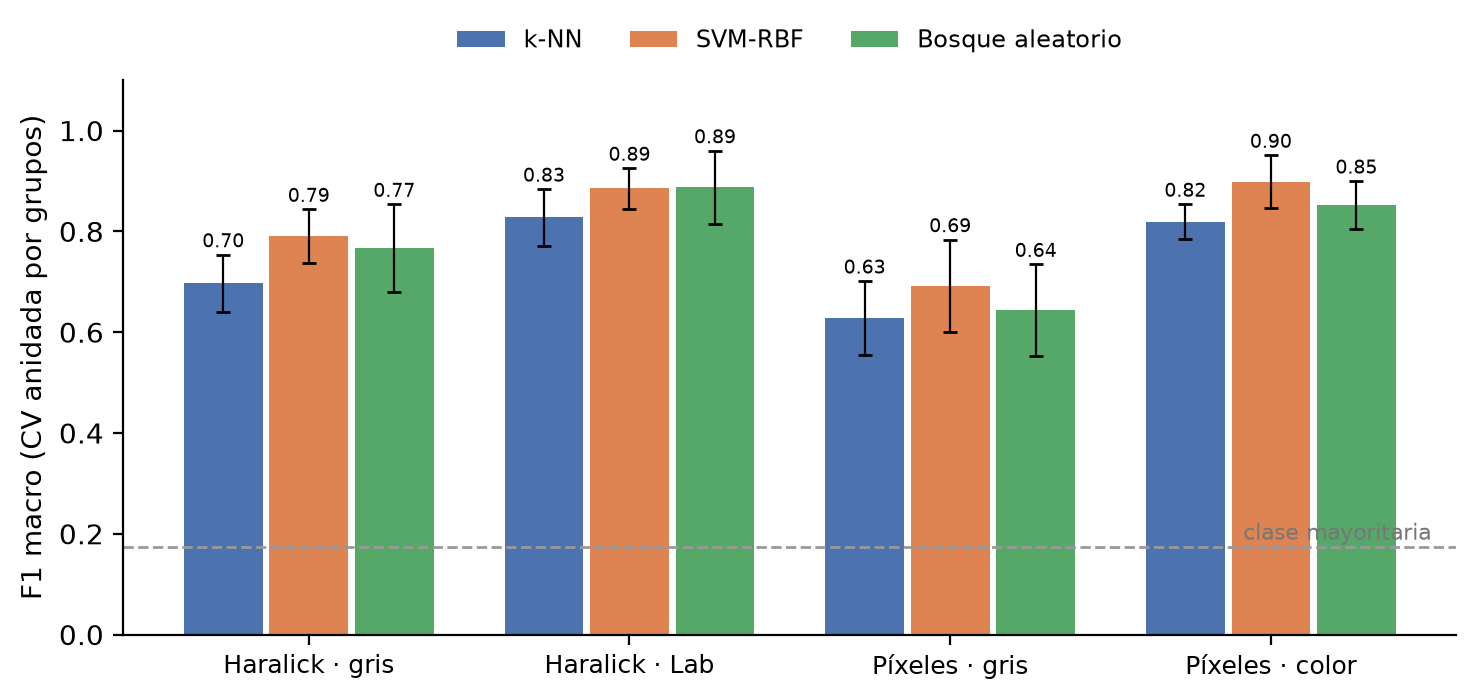 k-NN SVM-RBF Bosque aleatorio
F1 macro (CV anidada por grupos)
1.0
0.8
0.6
0.4
0.2
0.0
0.70 0.79 0.77
0.83 0.89 0.89
0.63 0.69 0.64
0.82 0.90 0.85
clase mayoritaria
Haralick · gris Haralick · Lab Píxeles · gris Píxeles · color